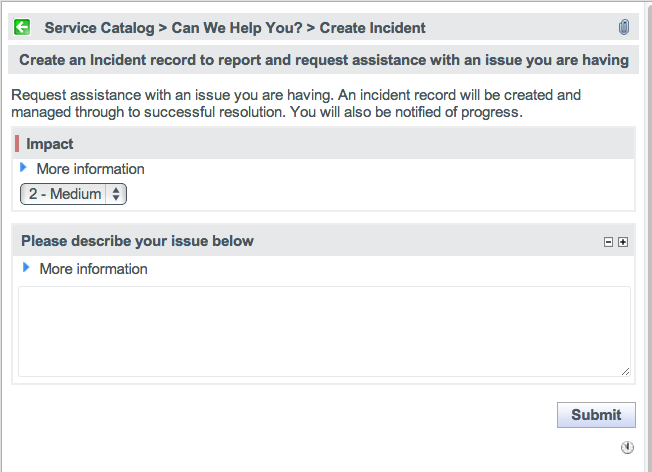 Service Catalog > Can We Help You? > Create Incident
Create an Incident record to report and request assistance with an issue you are having
Request assistance with an issue you are having. An incident record will be created and
managed through to successful resolution. You will also be notified of progress.
Impact
More information
2 - Medium
Please describe your issue below
More information
Submit